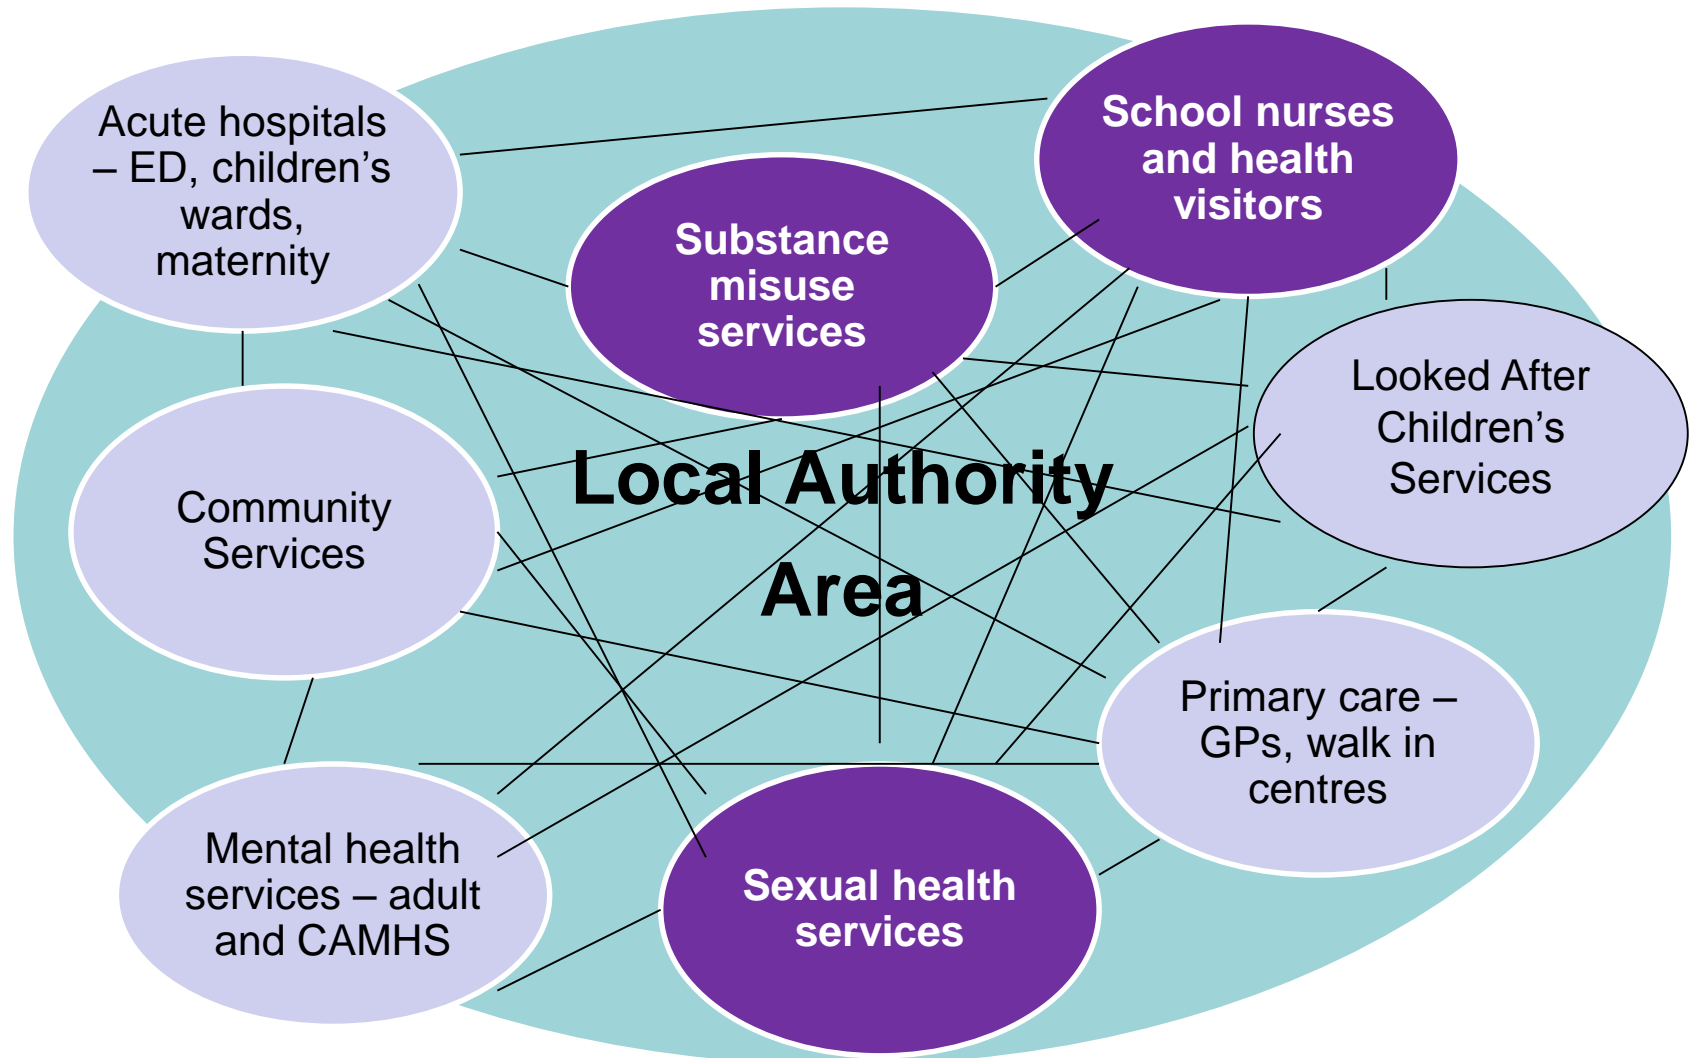 Acute hospitals
– ED, children’s
wards,
maternity
School nurses
and health
visitors
Substance
misuse
services
Looked After
Children’s
Services
Community
Services
Local Authority
Area
Primary care –
GPs, walk in
centres
Mental health
services – adult
and CAMHS
Sexual health
services